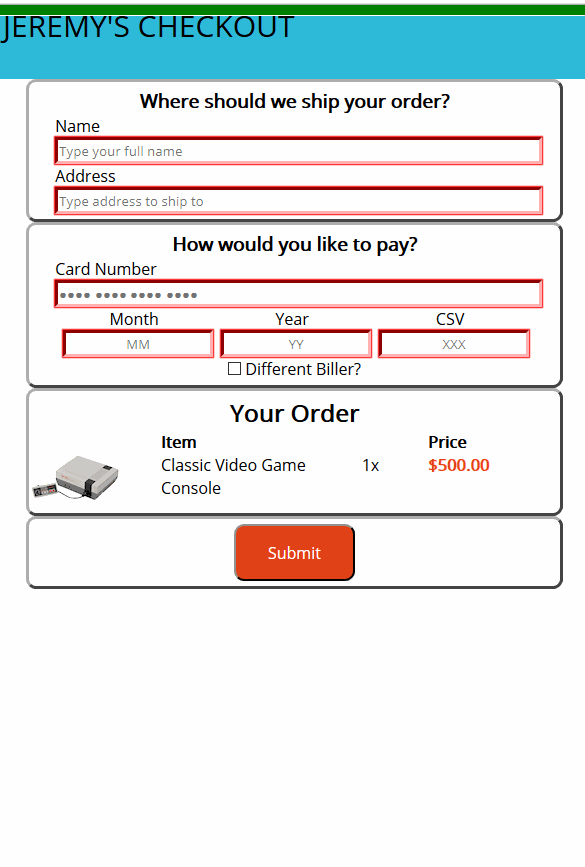 JEREMY'S CHECKOUT
Where should we ship your order?
Name
Type your full name
Address
Type address to ship to
How would you like to pay?
Card Number
•••• •••• •••• ••••
Month Year CSV
MM YY XXX
Different Biller?
Your Order
Item Price
Classic Video Game 1x $500.00
Console
Submit